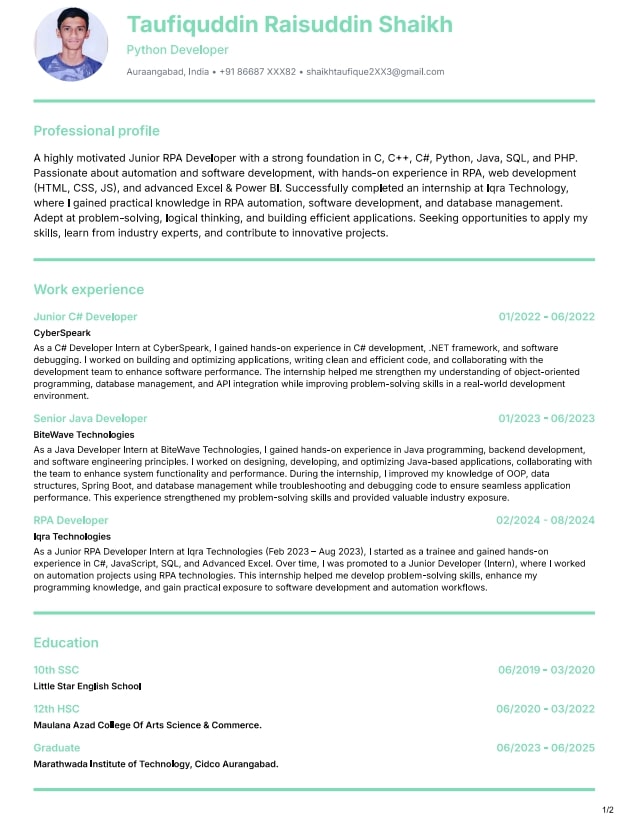 Taufiquddin Raisuddin Shaikh
Python Developer
Auraangabad, India • +91 86687 XXX82 • shaikhtaufique2XX3@gmail.com
Professional profile
A highly motivated Junior RPA Developer with a strong foundation in C, C++, C#, Python, Java, SQL, and PHP.
Passionate about automation and software development, with hands-on experience in RPA, web development
(HTML, CSS, JS), and advanced Excel & Power BI. Successfully completed an internship at Iqra Technology,
where I gained practical knowledge in RPA automation, software development, and database management.
Adept at problem-solving, logical thinking, and building efficient applications. Seeking opportunities to apply my
skills, learn from industry experts, and contribute to innovative projects.
Work experience
Junior C# Developer 01/2022 - 06/2022
CyberSpeark
As a C# Developer Intern at CyberSpeark, I gained hands-on experience in C# development, .NET framework, and software
debugging. I worked on building and optimizing applications, writing clean and efficient code, and collaborating with the
development team to enhance software performance. The internship helped me strengthen my understanding of object-oriented
programming, database management, and API integration while improving problem-solving skills in a real-world development
environment.
Senior Java Developer 01/2023 - 06/2023
BiteWave Technologies
As a Java Developer Intern at BiteWave Technologies, I gained hands-on experience in Java programming, backend development,
and software engineering principles. I worked on designing, developing, and optimizing Java-based applications, collaborating with
the team to enhance system functionality and performance. During the internship, I improved my knowledge of OOP, data
structures, Spring Boot, and database management while troubleshooting and debugging code to ensure seamless application
performance. This experience strengthened my problem-solving skills and provided valuable industry exposure.
RPA Developer 02/2024 - 08/2024
Iqra Technologies
As a Junior RPA Developer Intern at Iqra Technologies (Feb 2023 – Aug 2023), I started as a trainee and gained hands-on
experience in C#, JavaScript, SQL, and Advanced Excel. Over time, I was promoted to a Junior Developer (Intern), where I worked
on automation projects using RPA technologies. This internship helped me develop problem-solving skills, enhance my
programming knowledge, and gain practical exposure to software development and automation workflows.
Education
10th SSC 06/2019 - 03/2020
Little Star English School
12th HSC 06/2020 - 03/2022
Maulana Azad College Of Arts Science & Commerce.
Graduate 06/2023 - 06/2025
Marathwada Institute of Technology, Cidco Aurangabad.
1/2